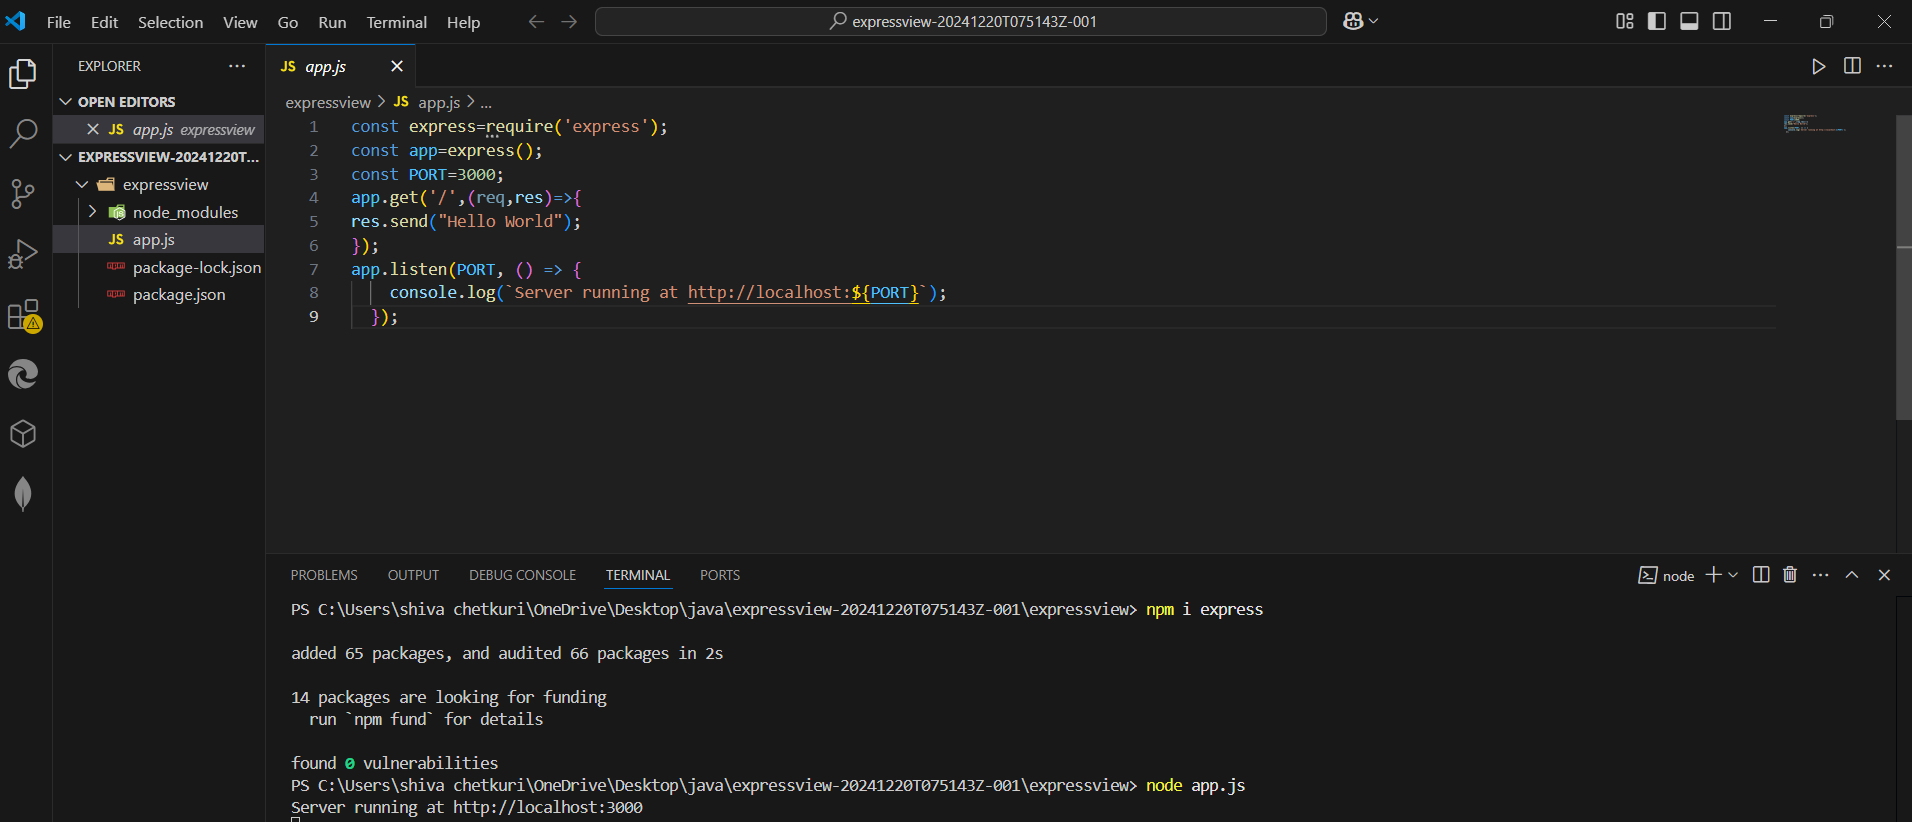 File Edit Selection View Go Run Terminal Help
expressview-20241220T075143Z-001
EXPLORER
OPEN EDITORS
JS app.js expressview
EXPRESSVIEW-20241220T...
expressview
node_modules
JS app.js
package-lock.json
package.json
JS app.js
expressview > JS app.js > ...
1 const express=require('express');
2 const app=express();
3 const PORT=3000;
4 app.get('/',(req,res)=>{
5 res.send("Hello World");
6 });
7 app.listen(PORT, () => {
8 console.log(`Server running at http://localhost:${PORT}`);
9 });
PROBLEMS OUTPUT DEBUG CONSOLE TERMINAL PORTS
node
PS C:\Users\shiva chetkuri\OneDrive\Desktop\java\expressview-20241220T075143Z-001\expressview> npm i express
added 65 packages, and audited 66 packages in 2s
14 packages are looking for funding
run `npm fund` for details
found 0 vulnerabilities
PS C:\Users\shiva chetkuri\OneDrive\Desktop\java\expressview-20241220T075143Z-001\expressview> node app.js
Server running at http://localhost:3000